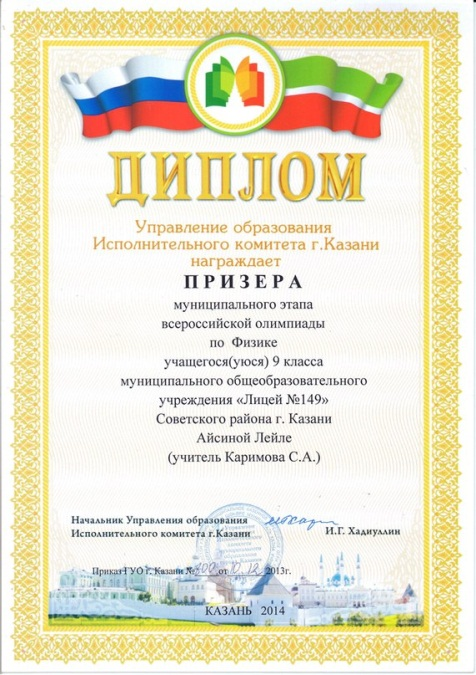 ДИПЛОМ
Управление образования
Исполнительного комитета г.Казани
награждает
ПРИЗЕРА
муниципального этапа
всероссийской олимпиады
по Физике
учащегося(уюся) 9 класса
муниципального общеобразовательного
учреждения «Лицей №149»
Советского района г. Казани
Айсиной Лейле
(учитель Каримова С.А.)
Начальник Управления образования
Исполнительного комитета г.Казани
И.Г. Хадиуллин
Приказ ГУО г. Казани № от 12 2013г.
КАЗАНЬ 2014